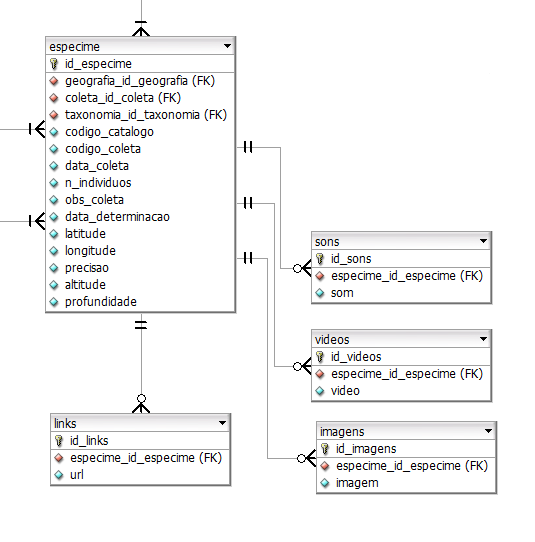 especime
id_especime
geografia_id_geografia (FK)
coleta_id_coleta (FK)
taxonomia_id_taxonomia (FK)
codigo_catalogo
codigo_coleta
data_coleta
n_individuos
obs_coleta
data_determinacao
latitude
longitude
precisao
altitude
profundidade
sons
id_sons
especime_id_especime (FK)
som
videos
id_videos
especime_id_especime (FK)
video
links
id_links
especime_id_especime (FK)
url
imagens
id_imagens
especime_id_especime (FK)
imagem